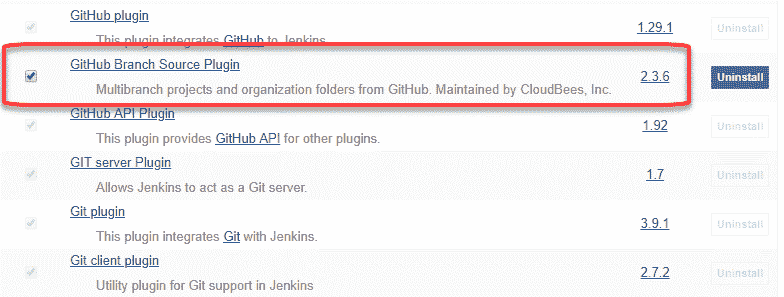 GitHub plugin
This plugin integrates GitHub to Jenkins.
1.29.1
Uninstall
GitHub Branch Source Plugin
Multibranch projects and organization folders from GitHub. Maintained by CloudBees, Inc.
2.3.6
Uninstall
GitHub API Plugin
This plugin provides GitHub API for other plugins.
1.92
Uninstall
GIT server Plugin
Allows Jenkins to act as a Git server.
1.7
Uninstall
Git plugin
This plugin integrates Git with Jenkins.
3.9.1
Uninstall
Git client plugin
Utility plugin for Git support in Jenkins
2.7.2
Uninstall